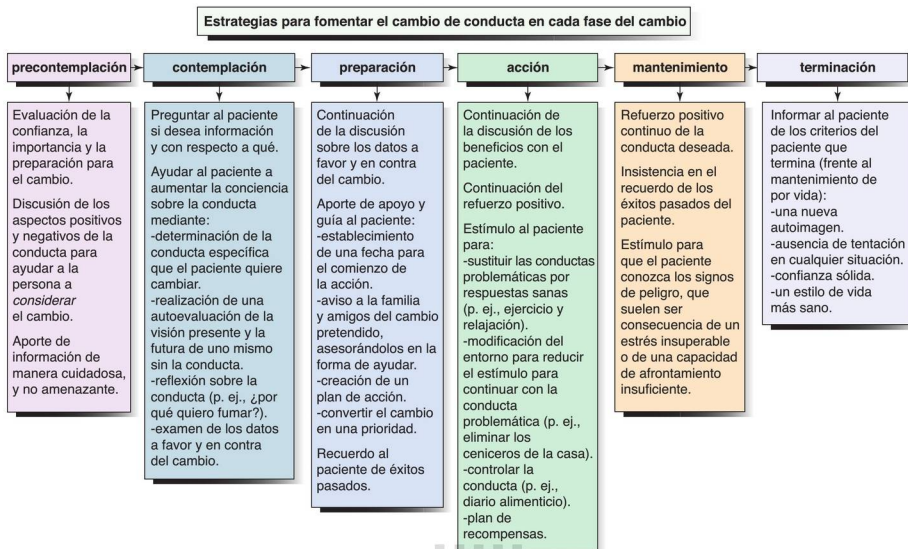 Estrategias para fomentar el cambio de conducta en cada fase del cambio
precontemplación
Evaluación de la
confianza, la
importancia y la
preparación para
el cambio.
Discusión de los
aspectos positivos
y negativos de la
conducta para
ayudar a la
persona a
considerar
el cambio.
Aporte de
información de
manera cuidadosa,
y no amenazante.
contemplación
Preguntar al paciente
si desea información
y con respecto a qué.
Ayudar al paciente a
aumentar la conciencia
sobre la conducta
mediante:
-determinación de la
conducta específica
que el paciente quiere
cambiar.
-realización de una
autoevaluación de la
visión presente y la
futura de uno mismo
sin la conducta.
-reflexión sobre la
conducta (p. ej., ¿por
qué quiero fumar?).
-examen de los datos
a favor y en contra
del cambio.
preparación
Continuación
de la discusión
sobre los datos a
favor y en contra
del cambio.
Aporte de apoyo y
guía al paciente:
-establecimiento
de una fecha para
el comienzo de
la acción.
-aviso a la familia
y amigos del cambio
pretendido,
asesorándolos en la
forma de ayudar.
-creación de un
plan de acción.
-convertir el cambio
en una prioridad.
Recuerdo al
paciente de éxitos
pasados.
acción
Continuación de
la discusión de los
beneficios con el
paciente.
Continuación del
refuerzo positivo.
Estímulo al paciente
para:
-sustituir las conductas
problemáticas por
respuestas sanas
(p. ej., ejercicio y
relajación).
-modificación del
entorno para reducir
el estímulo para
continuar con la
conducta
problemática (p. ej.,
eliminar los
ceniceros de la casa).
-controlar la
conducta (p. ej.,
diario alimenticio).
-plan de
recompensas.
mantenimiento
Refuerzo positivo
continuo de la
conducta deseada.
Insistencia en el
recuerdo de los
éxitos pasados del
paciente.
Estímulo para
que el paciente
conozca los signos
de peligro, que
suelen ser
consecuencia de un
estrés insuperable
o de una capacidad
de afrontamiento
insuficiente.
terminación
Informar al paciente
de los criterios del
paciente que
termina (frente al
mantenimiento de
por vida):
-una nueva
autoimagen.
-ausencia de tentación
en cualquier situación.
-confianza sólida.
-un estilo de vida
más sano.